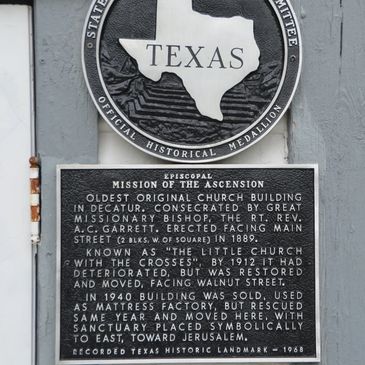 STATE
COMMITTEE
TEXAS
OFFICIAL HISTORICAL MEDALLION
EPISCOPAL
MISSION OF THE ASCENSION
OLDEST ORIGINAL CHURCH BUILDING
IN DECATUR. CONSECRATED BY GREAT
MISSIONARY BISHOP, THE RT. REV.
A.C. GARRETT. ERECTED FACING MAIN
STREET (2 BLKS. W. OF SQUARE) IN 1889.
KNOWN AS "THE LITTLE CHURCH
WITH THE CROSSES", BY 1912 IT HAD
DETERIORATED, BUT WAS RESTORED
AND MOVED, FACING WALNUT STREET.
IN 1940 BUILDING WAS SOLD, USED
AS MATTRESS FACTORY, BUT RESCUED
SAME YEAR AND MOVED HERE, WITH
SANCTUARY PLACED SYMBOLICALLY
TO EAST, TOWARD JERUSALEM.
RECORDED TEXAS HISTORIC LANDMARK – 1968